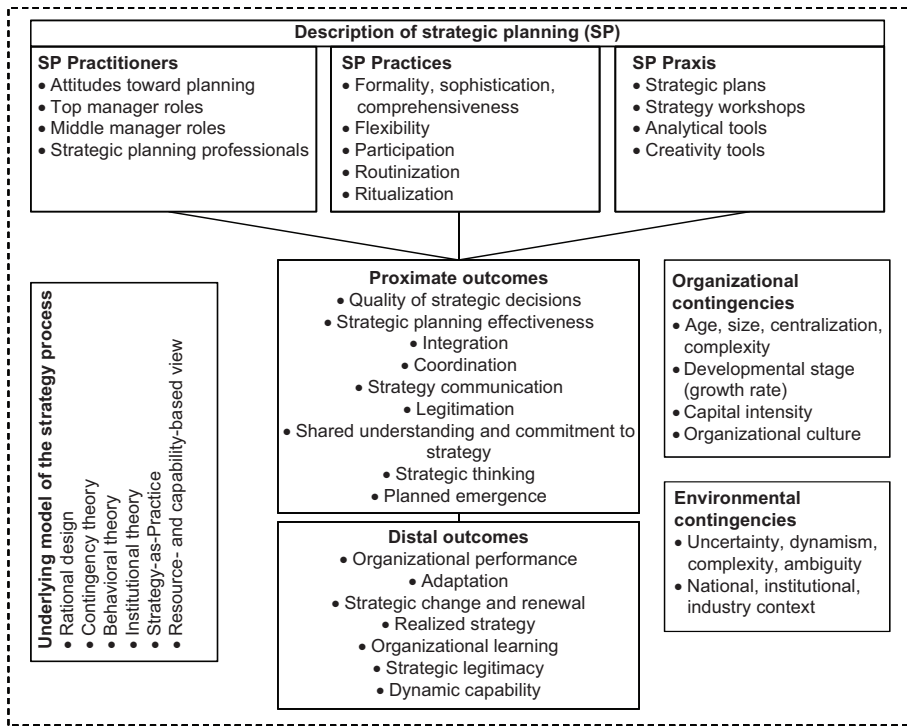 Description of strategic planning (SP)
SP Practitioners
• Attitudes toward planning
• Top manager roles
• Middle manager roles
• Strategic planning professionals
SP Practices
• Formality, sophistication,
comprehensiveness
• Flexibility
• Participation
• Routinization
• Ritualization
SP Praxis
• Strategic plans
• Strategy workshops
• Analytical tools
• Creativity tools
Underlying model of the strategy process
• Rational design
• Contingency theory
• Behavioral theory
• Institutional theory
• Strategy-as-Practice
• Resource- and capability-based view
Proximate outcomes
• Quality of strategic decisions
• Strategic planning effectiveness
• Integration
• Coordination
• Strategy communication
• Legitimation
• Shared understanding and commitment to
strategy
• Strategic thinking
• Planned emergence
Distal outcomes
• Organizational performance
• Adaptation
• Strategic change and renewal
• Realized strategy
• Organizational learning
• Strategic legitimacy
• Dynamic capability
Organizational
contingencies
• Age, size, centralization,
complexity
• Developmental stage
(growth rate)
• Capital intensity
• Organizational culture
Environmental
contingencies
• Uncertainty, dynamism,
complexity, ambiguity
• National, institutional,
industry context